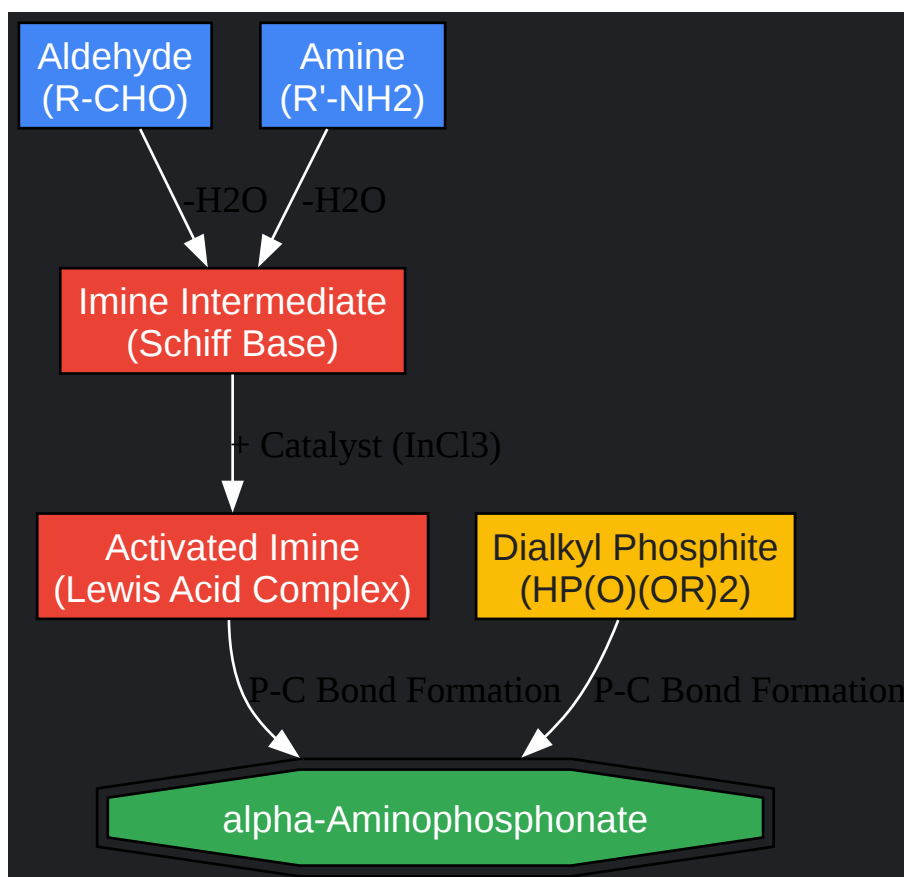 Aldehyde
(R-CHO)
Amine
(R'-NH2)
-H2O
-H2O
Imine Intermediate
(Schiff Base)
+ Catalyst (InCl3)
Activated Imine
(Lewis Acid Complex)
Dialkyl Phosphite
(HP(O)(OR)2)
P-C Bond Formation
P-C Bond Formation
alpha-Aminophosphonate